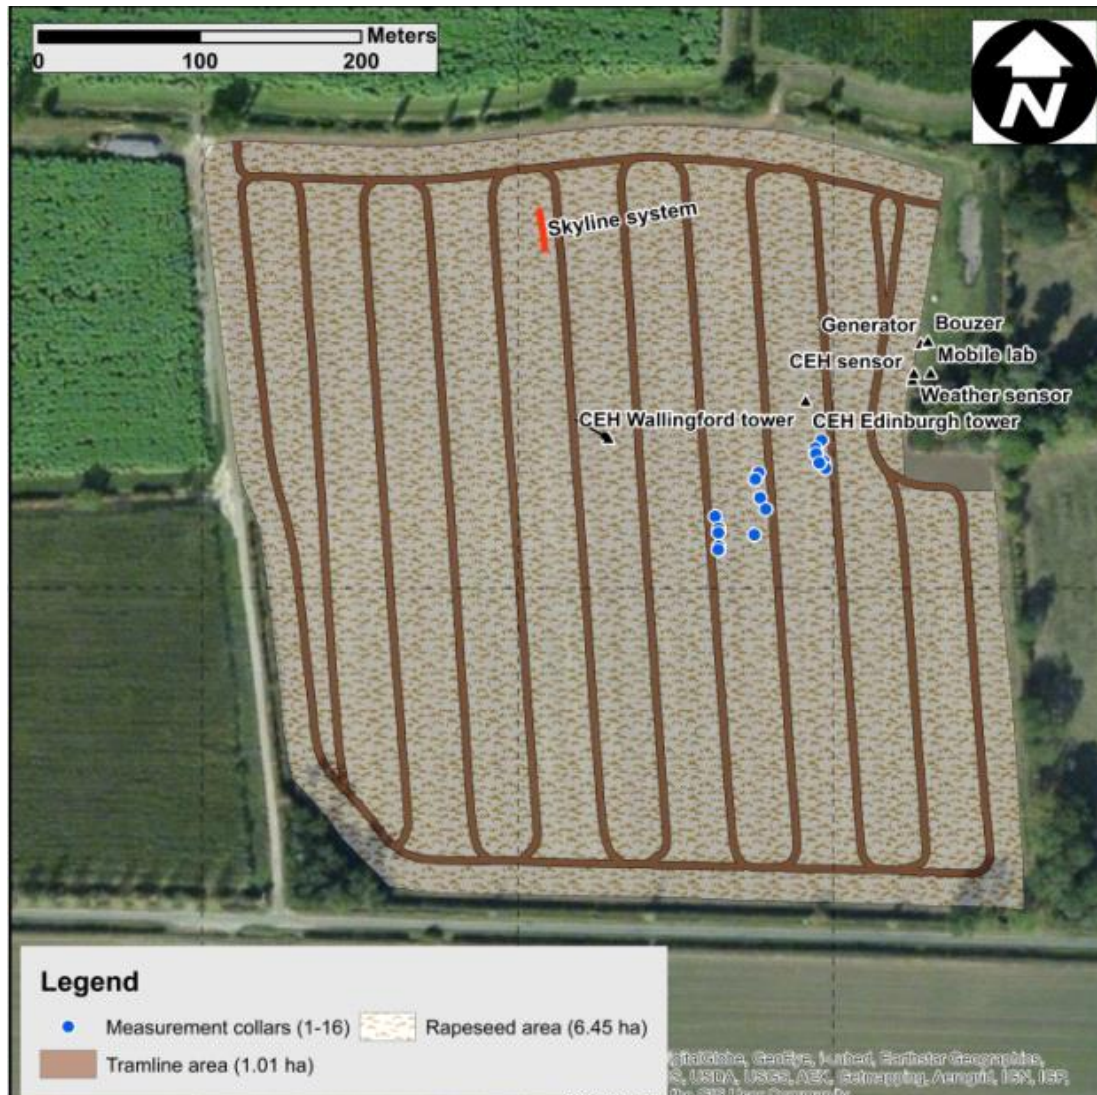 Meters
0 100 200
N
Skyline system
Generator Bouzer
CEH sensor Mobile lab
Weather sensor
CEH Wallingford tower CEH Edinburgh tower
Legend
Measurement collars (1-16) Rapeseed area (6.45 ha)
Tramline area (1.01 ha)
GeoEye, Earthstar Geographics,
USDA, USGS, AEX, Getmapping, Aerogrid, IGN, IGP,